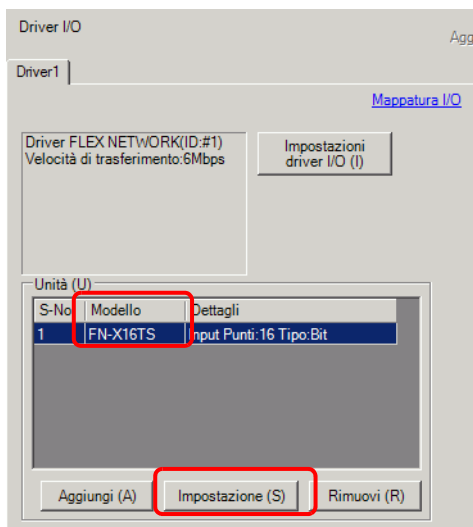 Driver I/O
Agg
Driver1
Mappatura I/O
Driver FLEX NETWORK(ID:#1)
Velocità di trasferimento:6Mbps
Impostazioni
driver I/O (I)
Unità (U)
S-No Modello Dettagli
1 FN-X16TS Input Punti:16 Tipo:Bit
Aggiungi (A) Impostazione (S) Rimuovi (R)